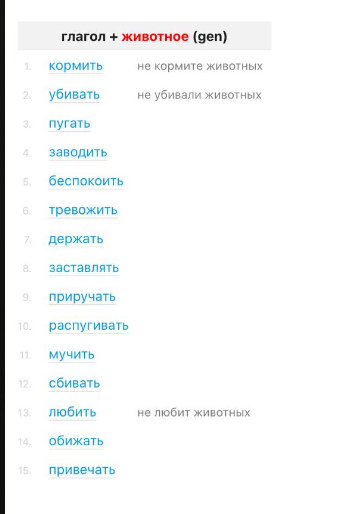 глагол + животное (gen)
1. кормить не кормите животных
2. убивать не убивали животных
3. пугать
4. заводить
5. беспокоить
6. тревожить
7. держать
8. заставлять
9. приручать
10. распугивать
11. мучить
12. сбивать
13. любить не любит животных
14. обижать
15. привечать